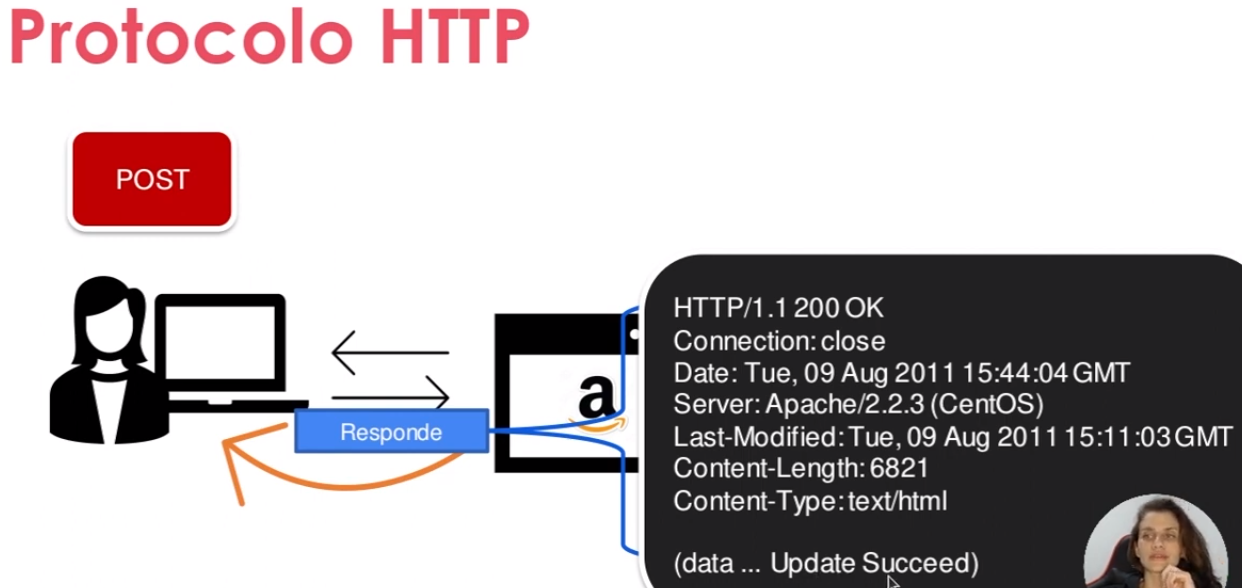 Protocolo HTTP
POST
a
Responde
HTTP/1.1 200 OK
Connection: close
Date: Tue, 09 Aug 2011 15:44:04 GMT
Server: Apache/2.2.3 (CentOS)
Last-Modified: Tue, 09 Aug 2011 15:11:03 GMT
Content-Length: 6821
Content-Type: text/html
(data ... Update Succeed)